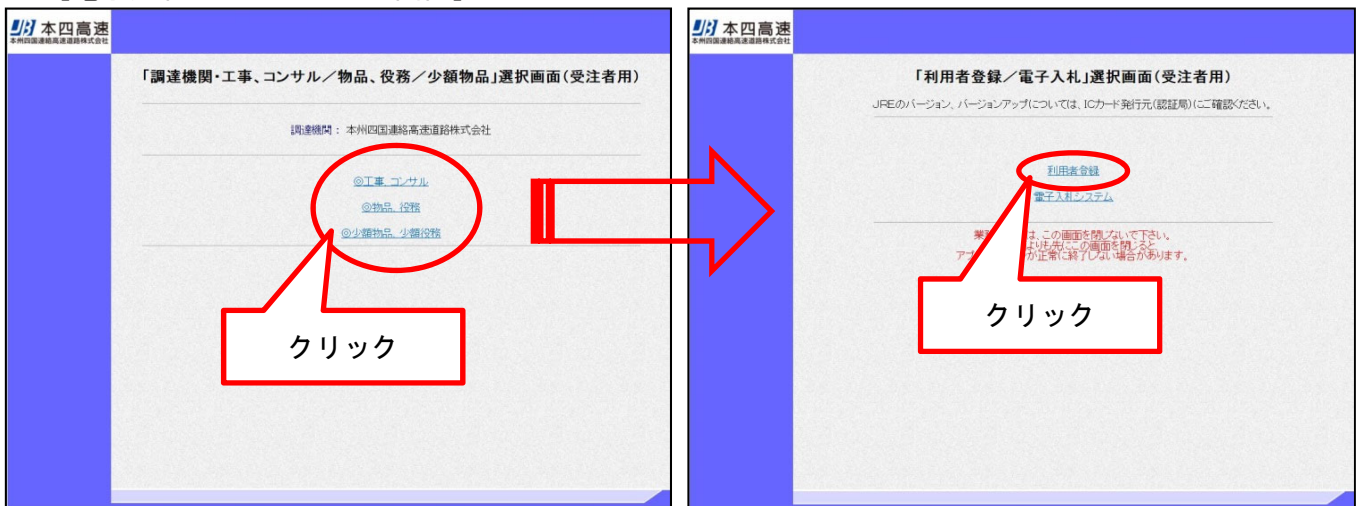 JB 本四高速
本州四国連絡高速道路株式会社
「調達機関・工事、コンサル／物品、役務／少額物品」選択画面(受注者用)
調達機関： 本州四国連絡高速道路株式会社
◎工事、コンサル
◎物品、役務
◎少額物品、少額役務
クリック
JB 本四高速
本州四国連絡高速道路株式会社
「利用者登録／電子入札」選択画面(受注者用)
JREのバージョン、バージョンアップについては、ICカード発行元(認証局)にご確認ください。
利用者登録
電子入札システム
は、この画面を閉じないで下さい。
よりも先にこの画面を閉じると
が正常に終了しない場合があります。
クリック